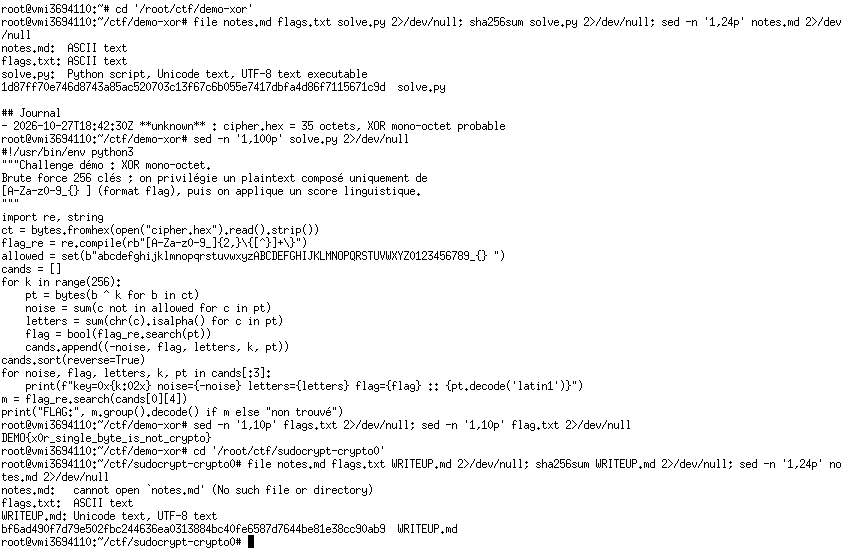 root@vmi3694110:~# cd '/root/ctf/demo-xor'
root@vmi3694110:~/ctf/demo-xor# file notes.md flags.txt solve.py 2>/dev/null; sha256sum solve.py 2>/dev/null; sed -n '1,24p' notes.md 2>/dev
/null
notes.md:  ASCII text
flags.txt: ASCII text
solve.py:  Python script, Unicode text, UTF-8 text executable
1d87ff70e746d8743a85ac520703c13f67c6b055e7417dbfa4d86f7115671c9d  solve.py

## Journal
- 2026-10-27T18:42:30Z **unknown** : cipher.hex = 35 octets, XOR mono-octet probable
root@vmi3694110:~/ctf/demo-xor# sed -n '1,100p' solve.py 2>/dev/null
#!/usr/bin/env python3
"""Challenge démo : XOR mono-octet.
Brute force 256 clés ; on privilégie un plaintext composé uniquement de
[A-Za-z0-9_{} ] (format flag), puis on applique un score linguistique.
"""
import re, string
ct = bytes.fromhex(open("cipher.hex").read().strip())
flag_re = re.compile(rb"[A-Za-z0-9_]{2,}\{[^}]+\}")
allowed = set(b"abcdefghijklmnopqrstuvwxyzABCDEFGHIJKLMNOPQRSTUVWXYZ0123456789_{} ")
cands = []
for k in range(256):
    pt = bytes(b ^ k for b in ct)
    noise = sum(c not in allowed for c in pt)
    letters = sum(chr(c).isalpha() for c in pt)
    flag = bool(flag_re.search(pt))
    cands.append((-noise, flag, letters, k, pt))
cands.sort(reverse=True)
for noise, flag, letters, k, pt in cands[:3]:
    print(f"key=0x{k:02x} noise={-noise} letters={letters} flag={flag} :: {pt.decode('latin1')}")
m = flag_re.search(cands[0][4])
print("FLAG:", m.group().decode() if m else "non trouvé")
root@vmi3694110:~/ctf/demo-xor# sed -n '1,10p' flags.txt 2>/dev/null; sed -n '1,10p' flag.txt 2>/dev/null
DEMO{x0r_single_byte_is_not_crypto}
root@vmi3694110:~/ctf/demo-xor# cd '/root/ctf/sudocrypt-crypto0'
root@vmi3694110:~/ctf/sudocrypt-crypto0# file notes.md flags.txt WRITEUP.md 2>/dev/null; sha256sum WRITEUP.md 2>/dev/null; sed -n '1,24p' no
tes.md 2>/dev/null
notes.md:   cannot open `notes.md' (No such file or directory)
flags.txt:  ASCII text
WRITEUP.md: Unicode text, UTF-8 text
bf6ad490f7d79e502fbc244636ea0313884bc40fe6587d7644be81e38cc90ab9  WRITEUP.md
root@vmi3694110:~/ctf/sudocrypt-crypto0#